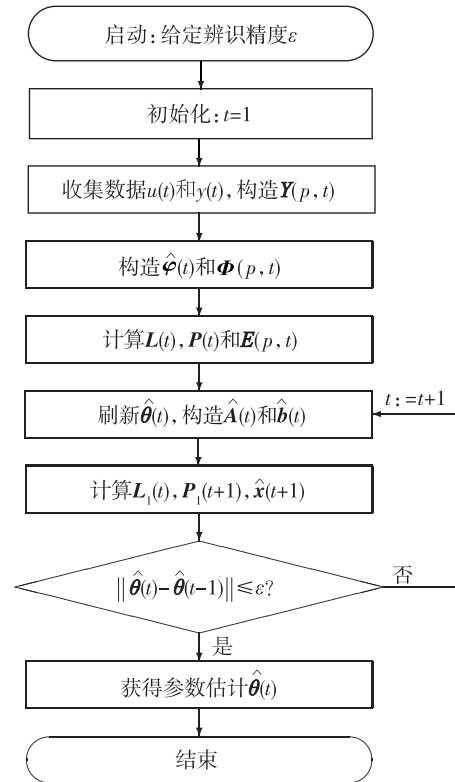 启动:给定辨识精度ε
初始化:t=1
收集数据u(t)和y(t),构造Y(p,t)
构造φ̂(t)和Φ(p,t)
计算L(t),P(t)和E(p,t)
t:=t+1
刷新θ̂(t),构造Â(t)和b̂(t)
计算L₁(t),P₁(t+1),x̂(t+1)
‖θ̂(t)-θ̂(t-1)‖≤ε?
否
是
获得参数估计θ̂(t)
结束